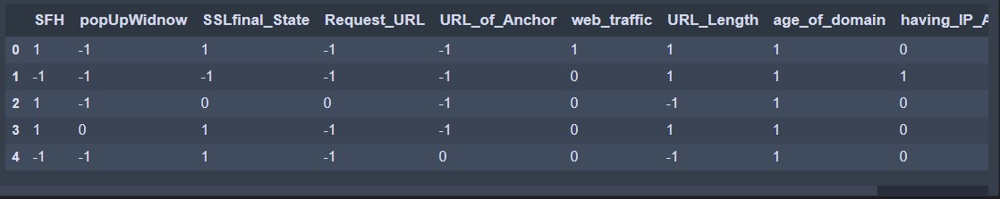 SFH popUpWidnow SSLfinal_State Request_URL URL_of_Anchor web_traffic URL_Length age_of_domain having_IP_A
0 1 -1 1 -1 -1 1 1 1 0
1 -1 -1 -1 -1 -1 0 1 1 1
2 1 -1 0 0 -1 0 -1 1 0
3 1 0 1 -1 -1 0 1 1 0
4 -1 -1 1 -1 0 0 -1 1 0